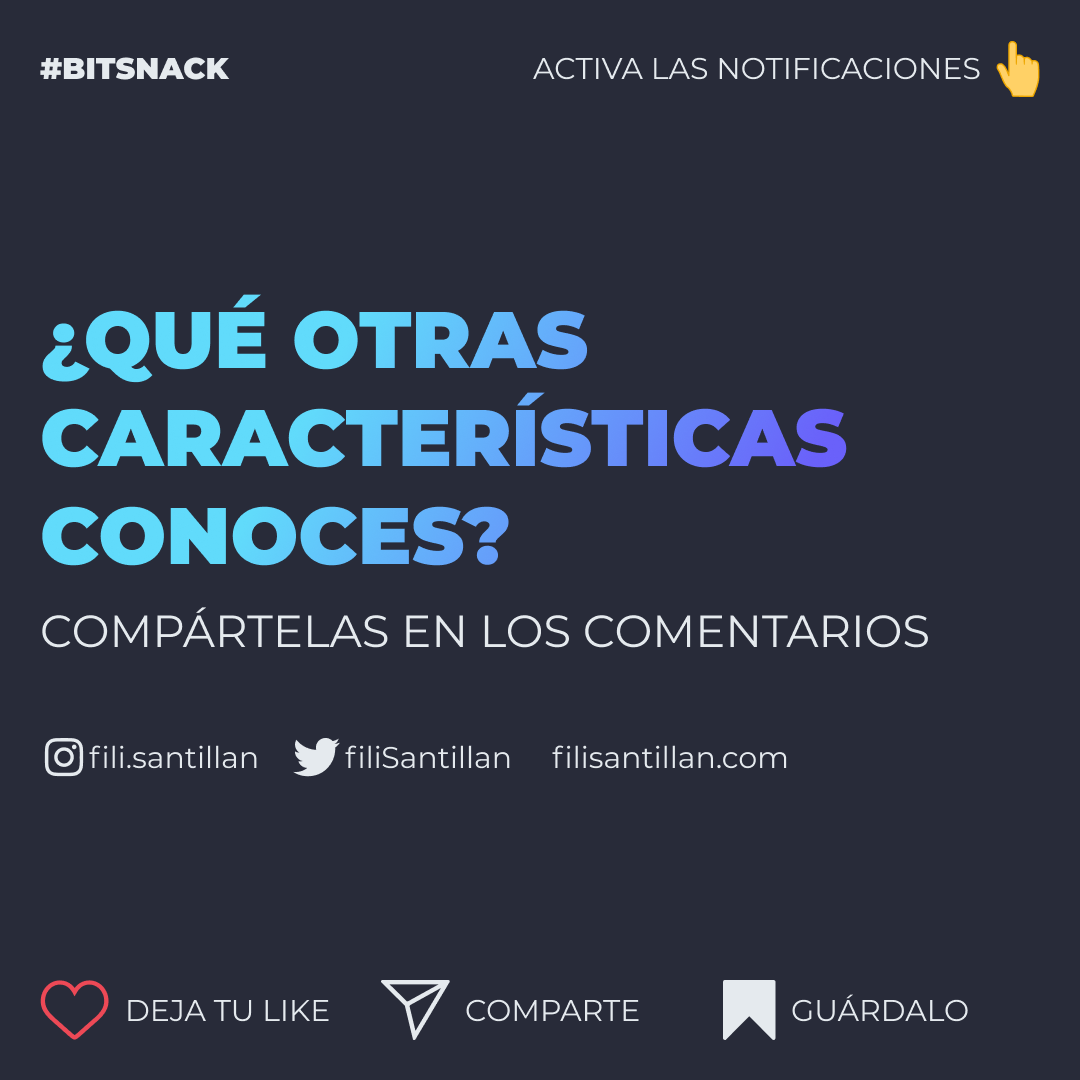 #BITSNACK
ACTIVA LAS NOTIFICACIONES
¿QUÉ OTRAS
CARACTERÍSTICAS
CONOCES?
COMPÁRTELAS EN LOS COMENTARIOS
fili.santillan filiSantillan filisantillan.com
DEJA TU LIKE COMPARTE GUÁRDALO